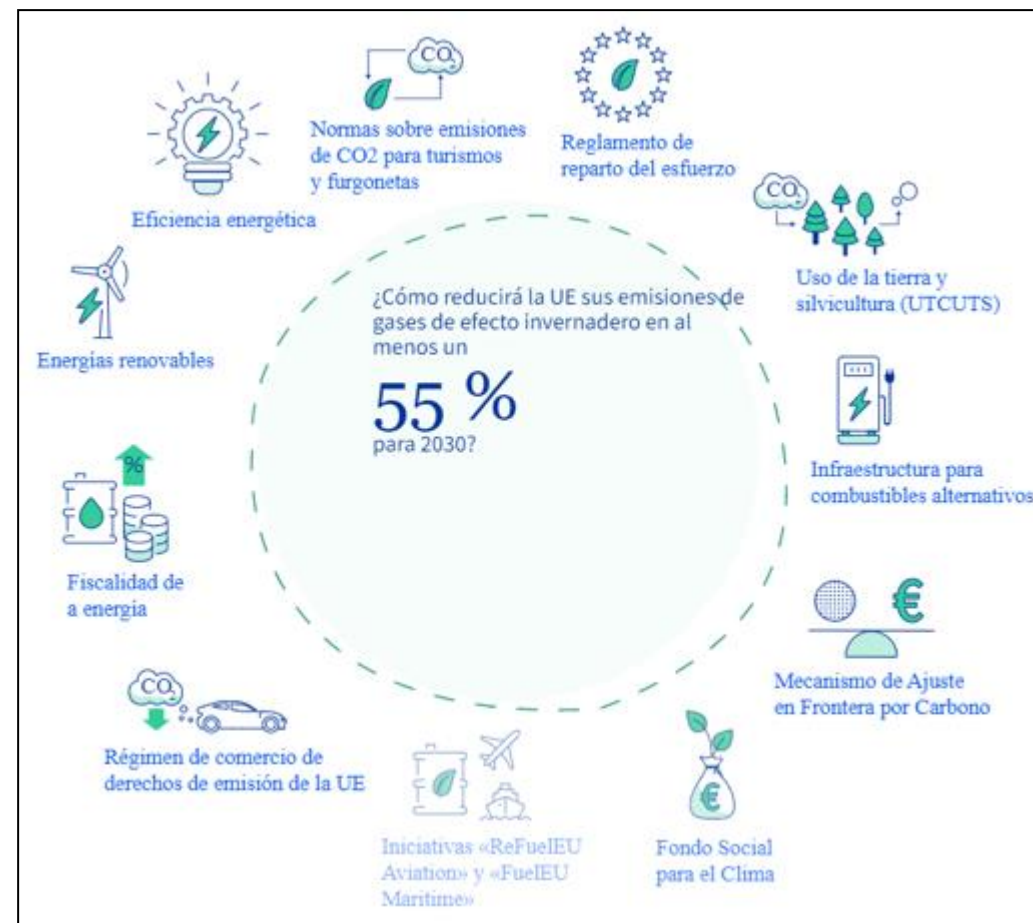 ¿Cómo reducirá la UE sus emisiones de
gases de efecto invernadero en al
menos un
55 %
para 2030?
CO2
Normas sobre emisiones
de CO2 para turismos
y furgonetas
Reglamento de
reparto del esfuerzo
CO2
Uso de la tierra y
silvicultura (UTCUTS)
Infraestructura para
combustibles alternativos
€
Mecanismo de Ajuste
en Frontera por Carbono
€
Fondo Social
para el Clima
Iniciativas «ReFuelEU
Aviation» y «FuelEU
Maritime»
CO2
Régimen de comercio de
derechos de emisión de la UE
%
Fiscalidad de
a energía
Energías renovables
Eficiencia energética